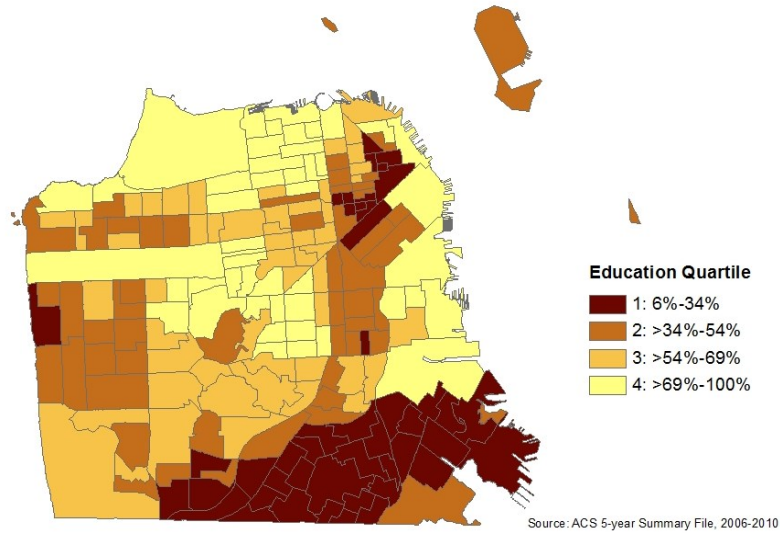 Education Quartile
1: 6%-34%
2: >34%-54%
3: >54%-69%
4: >69%-100%
Source: ACS 5-year Summary File, 2006-2010